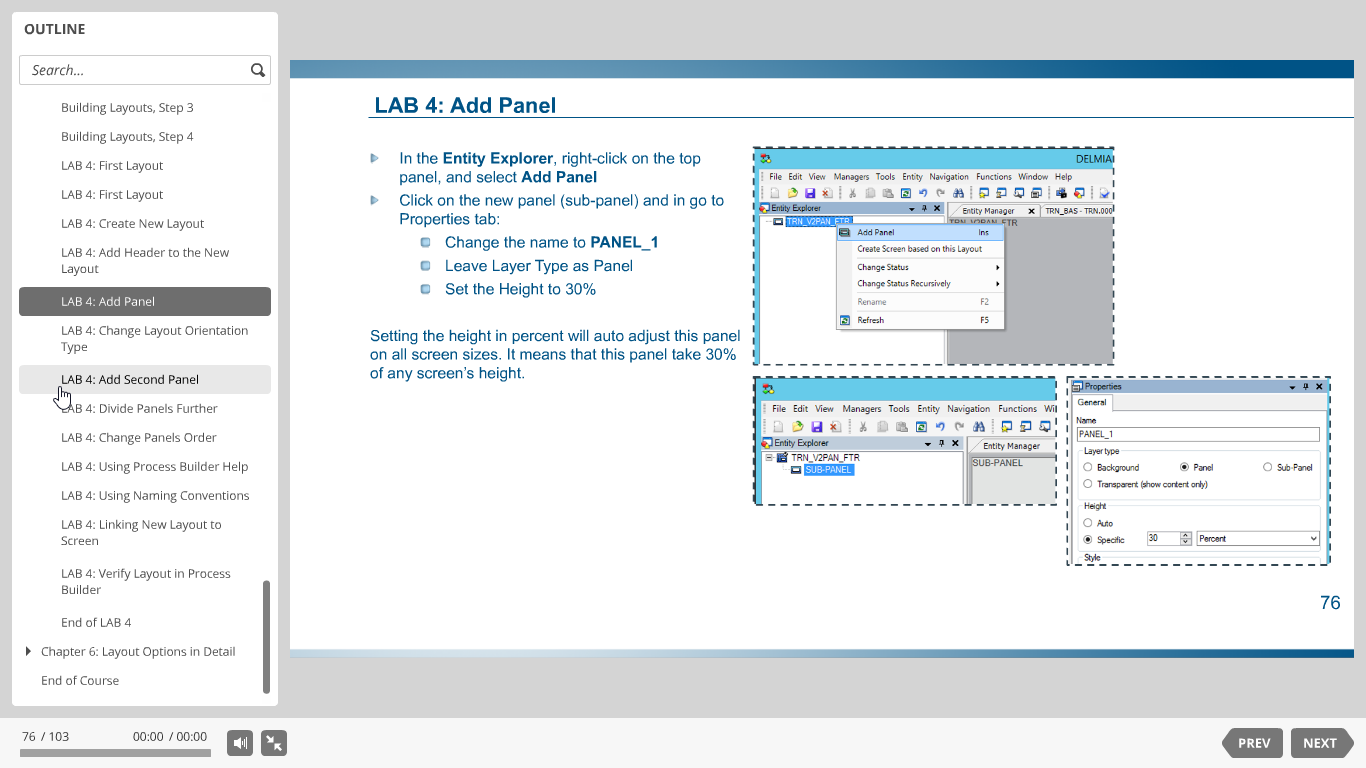 OUTLINE
Search...
Building Layouts, Step 3
Building Layouts, Step 4
LAB 4: First Layout
LAB 4: First Layout
LAB 4: Create New Layout
LAB 4: Add Header to the New
Layout
LAB 4: Add Panel
LAB 4: Change Layout Orientation
Type
LAB 4: Add Second Panel
LAB 4: Divide Panels Further
LAB 4: Change Panels Order
LAB 4: Using Process Builder Help
LAB 4: Using Naming Conventions
LAB 4: Linking New Layout to
Screen
LAB 4: Verify Layout in Process
Builder
End of LAB 4
Chapter 6: Layout Options in Detail
End of Course
LAB 4: Add Panel
In the Entity Explorer, right-click on the top
panel, and select Add Panel
Click on the new panel (sub-panel) and in go to
Properties tab:
Change the name to PANEL_1
Leave Layer Type as Panel
Set the Height to 30%
Setting the height in percent will auto adjust this panel
on all screen sizes. It means that this panel take 30%
of any screen's height.
DELMIA
File Edit View Managers Tools Entity Navigation Functions Window Help
Entity Explorer
Entity Manager
TRN_BAS - TRN.000
TRN_V2PAN_FTR
Add Panel Ins
Create Screen based on this Layout
Change Status
Change Status Recursively
Rename F2
Refresh F5
File Edit View Managers Tools Entity Navigation Functions Wi
Entity Explorer
Entity Manager
TRN_V2PAN_FTR
SUB-PANEL
SUB-PANEL
Properties
General
Name
PANEL_1
Layer type
Background Panel Sub-Panel
Transparent (show content only)
Height
Auto
Specific 30 Percent
Style
76
76 / 103 00:00 / 00:00
PREV NEXT